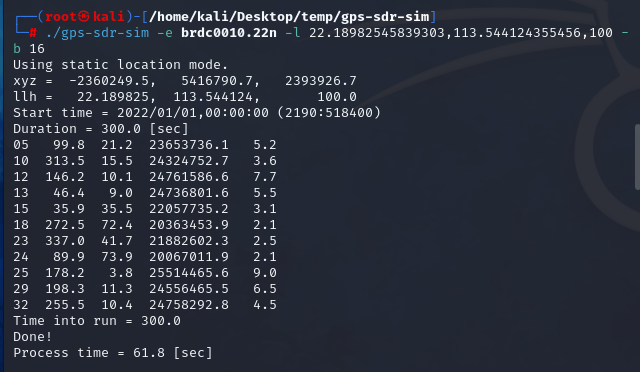 (root㉿kali)-[/home/kali/Desktop/temp/gps-sdr-sim]
# ./gps-sdr-sim -e brdc0010.22n -l 22.18982545839303,113.544124355456,100 -
b 16
Using static location mode.
xyz =  -2360249.5,   5416790.7,   2393926.7
llh =   22.189825,  113.544124,       100.0
Start time = 2022/01/01,00:00:00 (2190:518400)
Duration = 300.0 [sec]
05   99.8  21.2  23653736.1   5.2
10  313.5  15.5  24324752.7   3.6
12  146.2  10.1  24761586.6   7.7
13   46.4   9.0  24736801.6   5.5
15   35.9  35.5  22057735.2   3.1
18  272.5  72.4  20363453.9   2.1
23  337.0  41.7  21882602.3   2.5
24   89.9  73.9  20067011.9   2.1
25  178.2   3.8  25514465.6   9.0
29  198.3  11.3  24556465.5   6.5
32  255.5  10.4  24758292.8   4.5
Time into run = 300.0
Done!
Process time = 61.8 [sec]